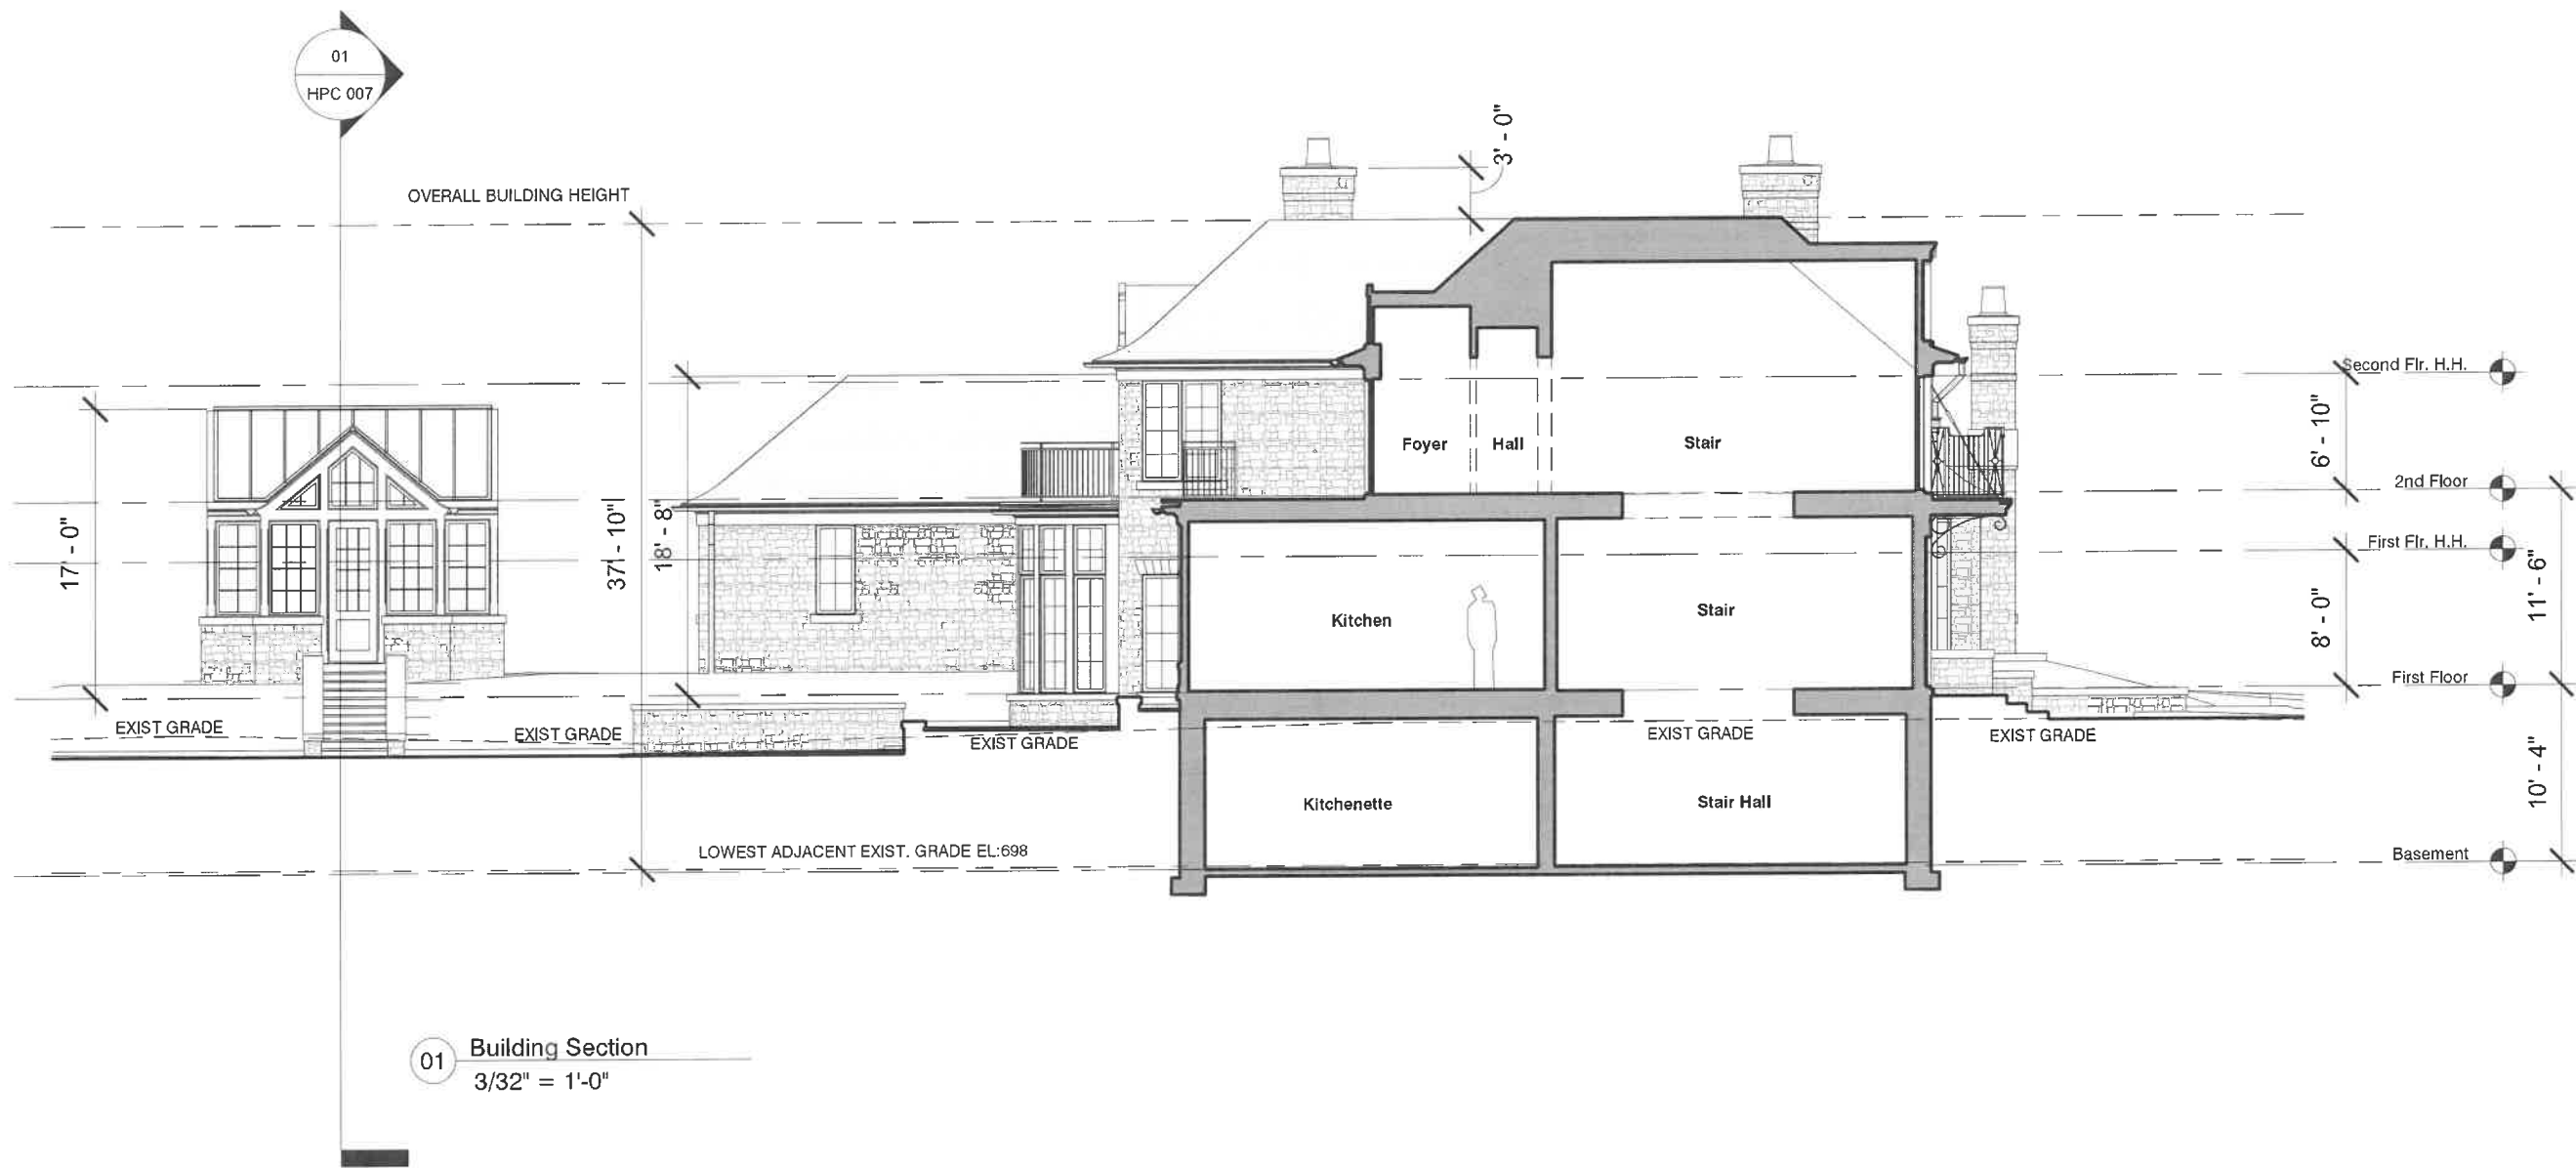 01
HPC 007
3' - 0"
OVERALL BUILDING HEIGHT
Second Flr. H.H.
6' - 10"
Foyer
Hall
Stair
2nd Floor
17' - 0"
37' - 10"
18' - 8"
First Flr. H.H.
11' - 6"
Kitchen
Stair
8' - 0"
First Floor
EXIST GRADE
EXIST GRADE
EXIST GRADE
EXIST GRADE
EXIST GRADE
10' - 4"
Kitchenette
Stair Hall
LOWEST ADJACENT EXIST. GRADE EL:698
Basement
01
Building Section
3/32" = 1'-0"